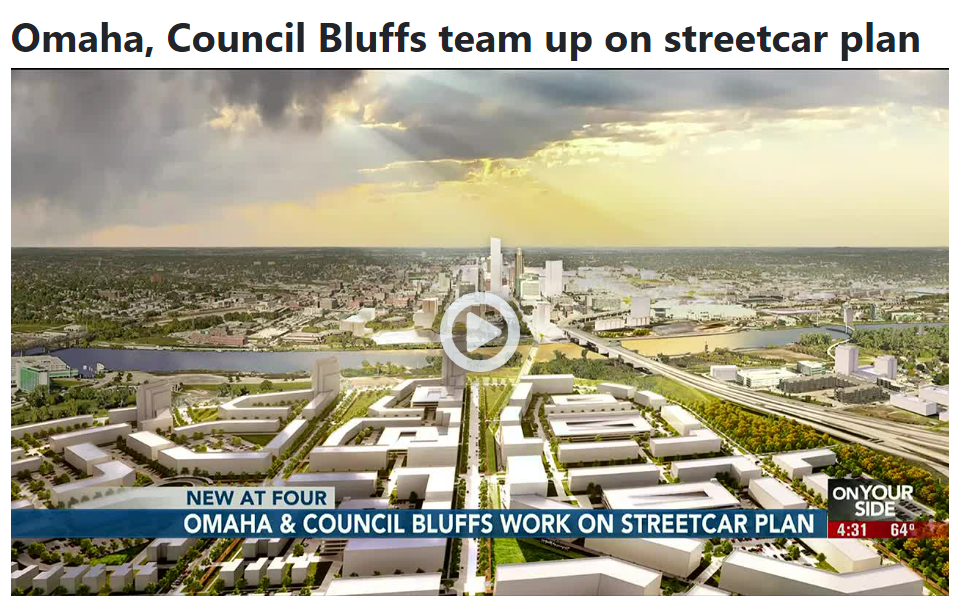 Omaha, Council Bluffs team up on streetcar plan
NEW AT FOUR
OMAHA & COUNCIL BLUFFS WORK ON STREETCAR PLAN
ON YOUR
SIDE
4:31 64°